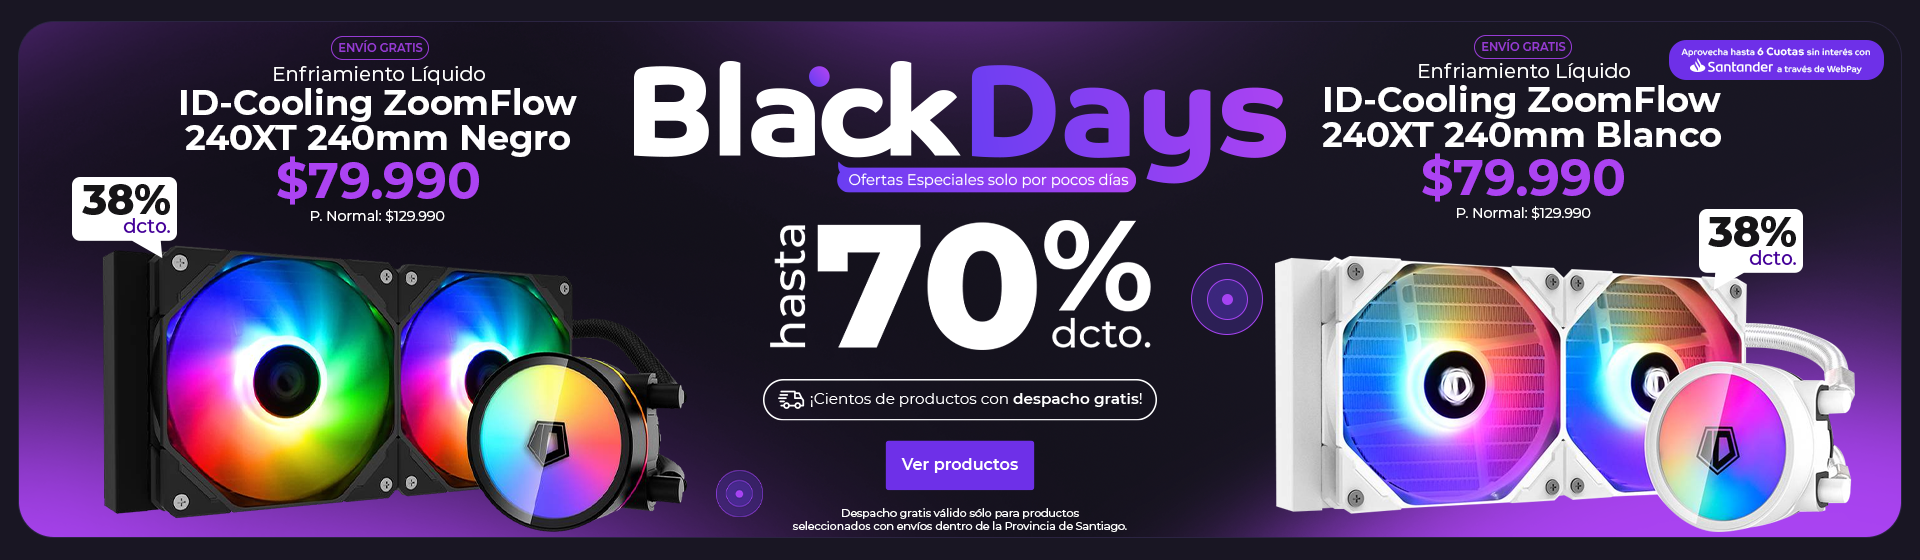 ENVÍO GRATIS
Enfriamiento Líquido
ID-Cooling ZoomFlow
240XT 240mm Negro
$79.990
P. Normal: $129.990
38%
dcto.
BlackDays
Ofertas Especiales solo por pocos días
hasta 70% dcto.
¡Cientos de productos con despacho gratis!
Ver productos
Despacho gratis válido sólo para productos
seleccionados con envíos dentro de la Provincia de Santiago.
ENVÍO GRATIS
Enfriamiento Líquido
ID-Cooling ZoomFlow
240XT 240mm Blanco
$79.990
P. Normal: $129.990
38%
dcto.
Aprovecha hasta 6 Cuotas sin interés con
Santander a través de WebPay